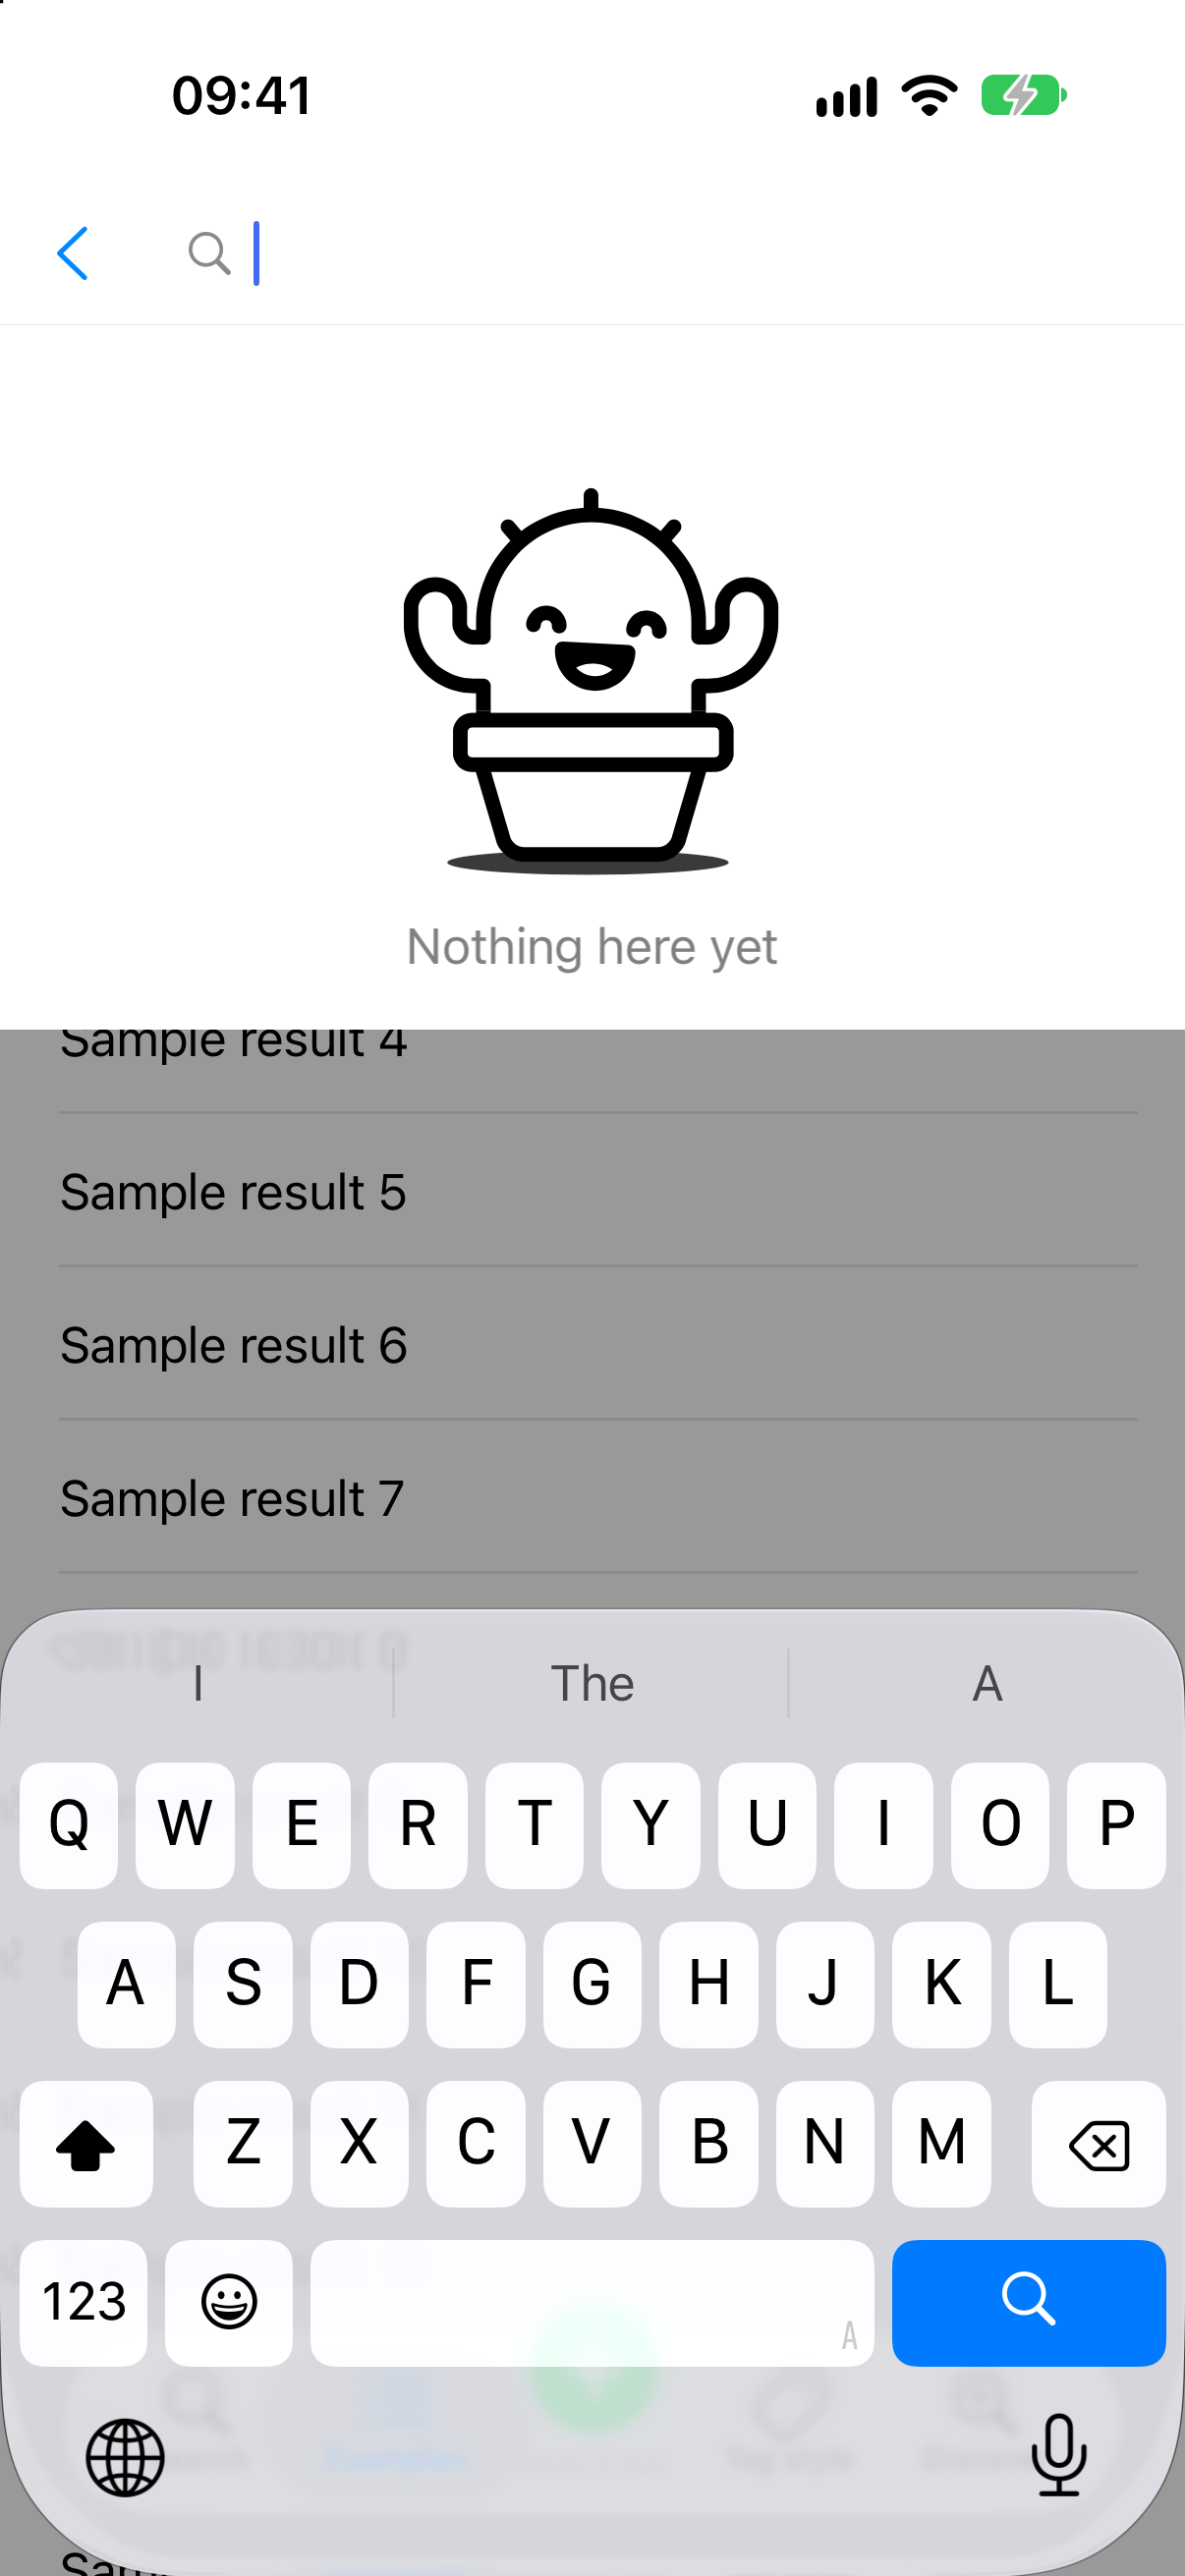 09:41
Nothing here yet
Sample result 4
Sample result 5
Sample result 6
Sample result 7
I The A
Q W E R T Y U I O P
A S D F G H J K L
Z X C V B N M
123
A